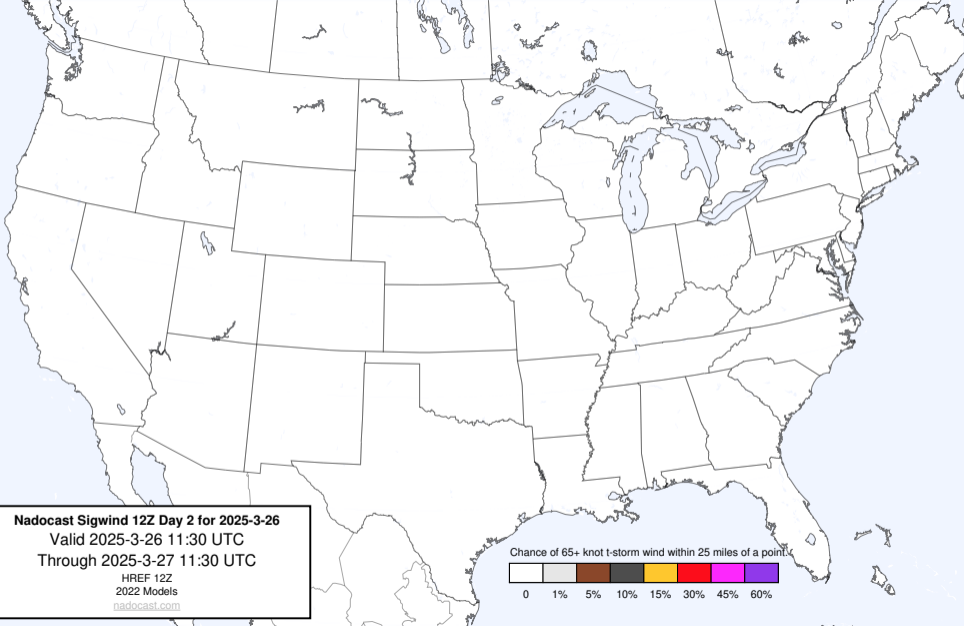 Nadocast Sigwind 12Z Day 2 for 2025-3-26
Valid 2025-3-26 11:30 UTC
Through 2025-3-27 11:30 UTC
HREF 12Z
2022 Models
nadocast.com
Chance of 65+ knot t-storm wind within 25 miles of a point.
0 1% 5% 10% 15% 30% 45% 60%